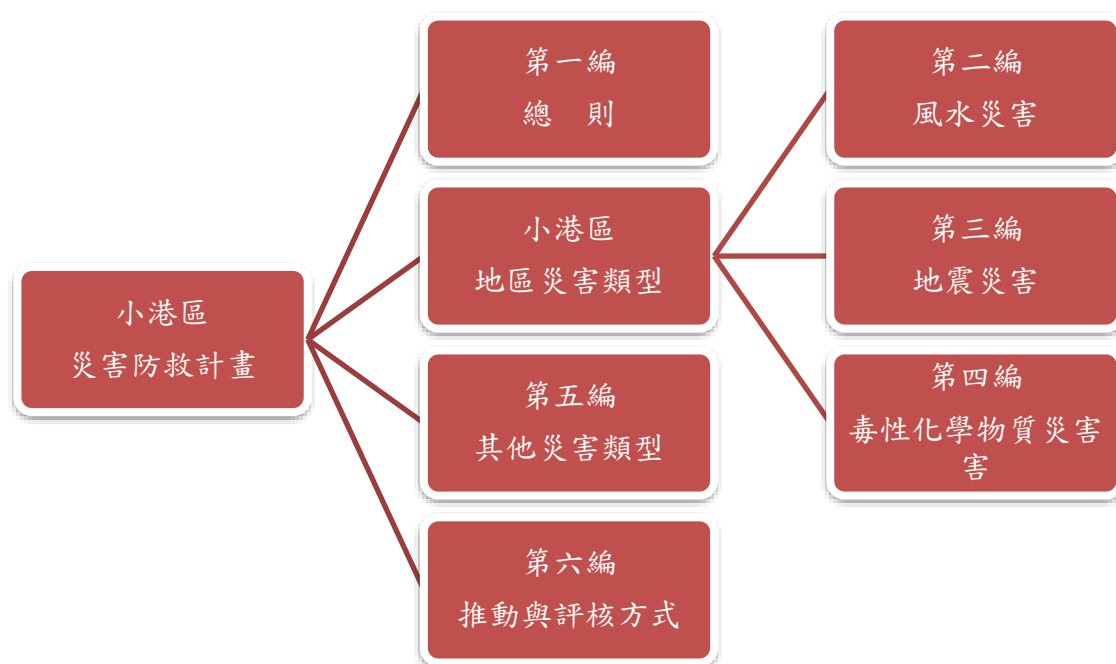 小港區
災害防救計畫
第一編
總 則
小港區
地區災害類型
第二編
風水災害
第三編
地震災害
第四編
毒性化學物質災害
害
第五編
其他災害類型
第六編
推動與評核方式